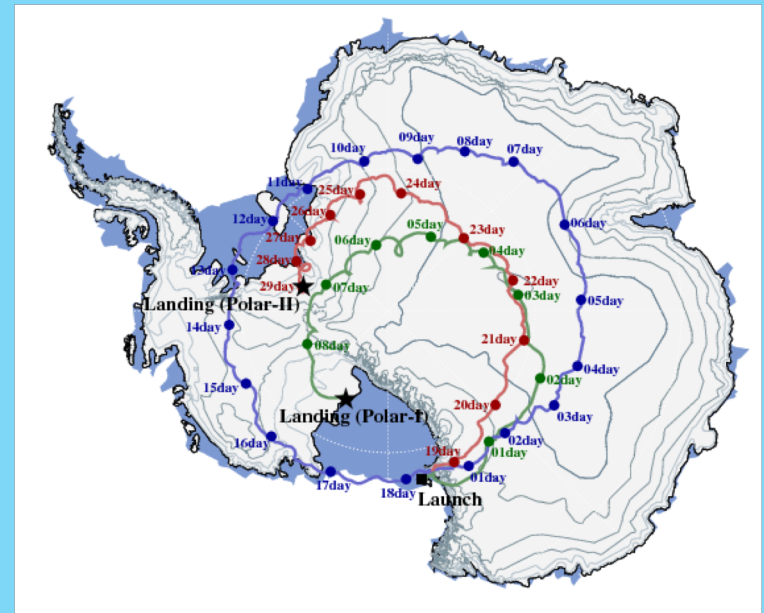 09day
08day
10day
07day
11day
25day
24day
12day
26day
06day
27day
05day
23day
06day
04day
28day
13day
22day
29day
07day
03day
05day
Landing (Polar-II)
14day
21day
08day
04day
02day
15day
20day
03day
Landing (Polar-I)
16day
02day
01day
19day
01day
17day
18day
Launch